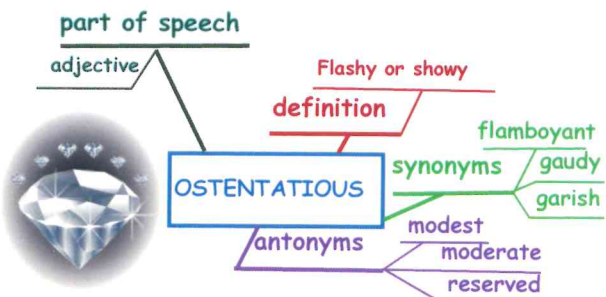 part of speech
adjective
Flashy or showy
definition
flamboyant
synonyms
gaudy
garish
OSTENTATIOUS
antonyms
modest
moderate
reserved